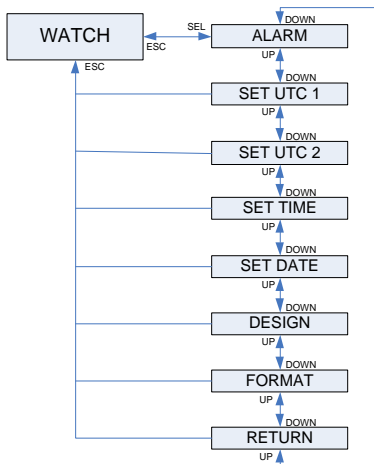 DOWN
WATCH
SEL
ALARM
ESC
UP
ESC
DOWN
SET UTC 1
UP
DOWN
SET UTC 2
UP
DOWN
SET TIME
UP
DOWN
SET DATE
UP
DOWN
DESIGN
UP
DOWN
FORMAT
UP
DOWN
RETURN
UP